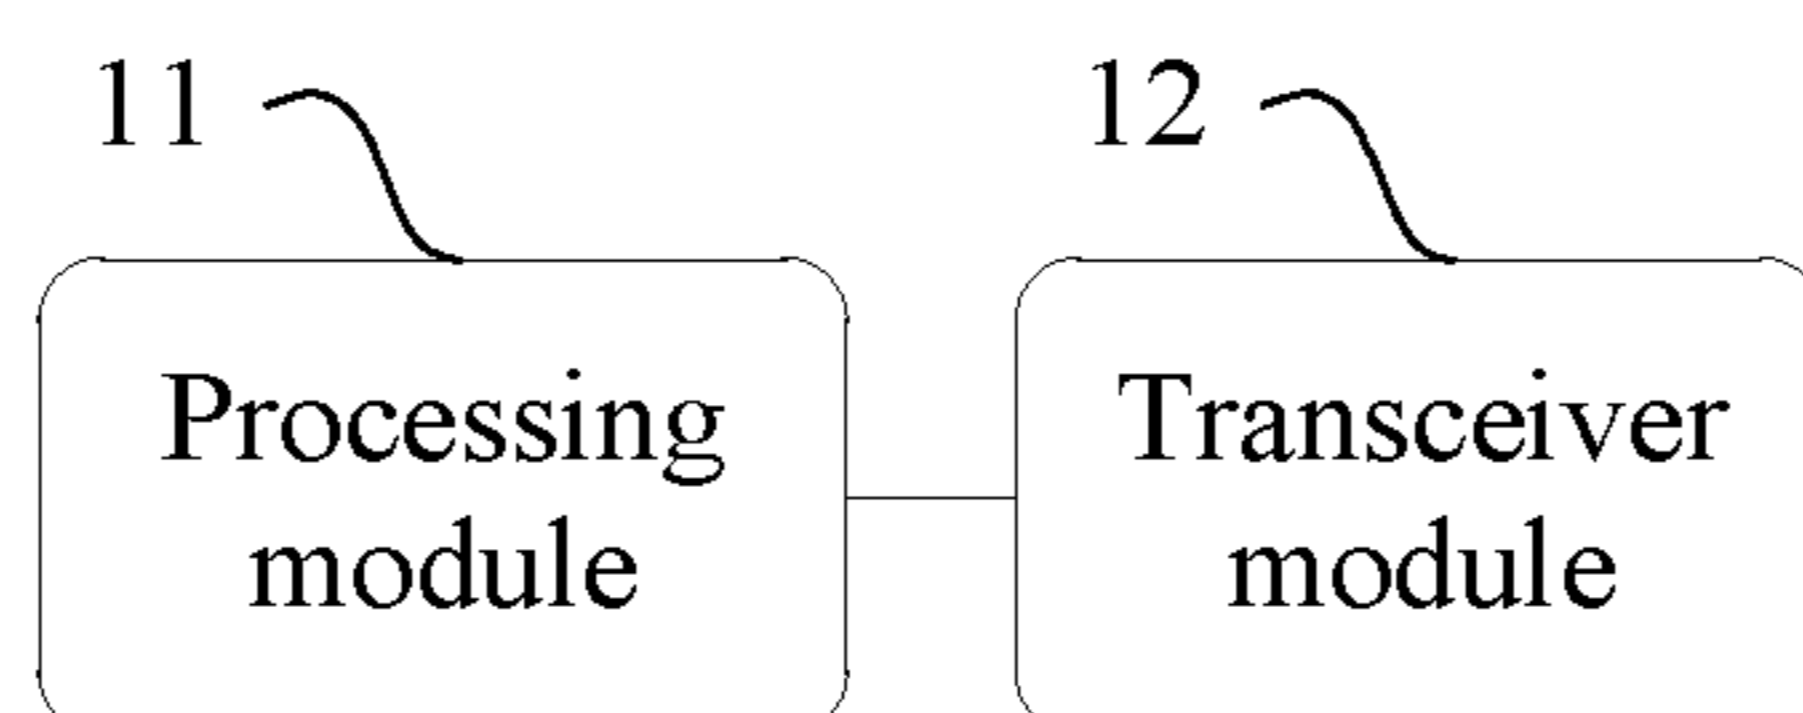 11
12
Processing
module
Transceiver
module